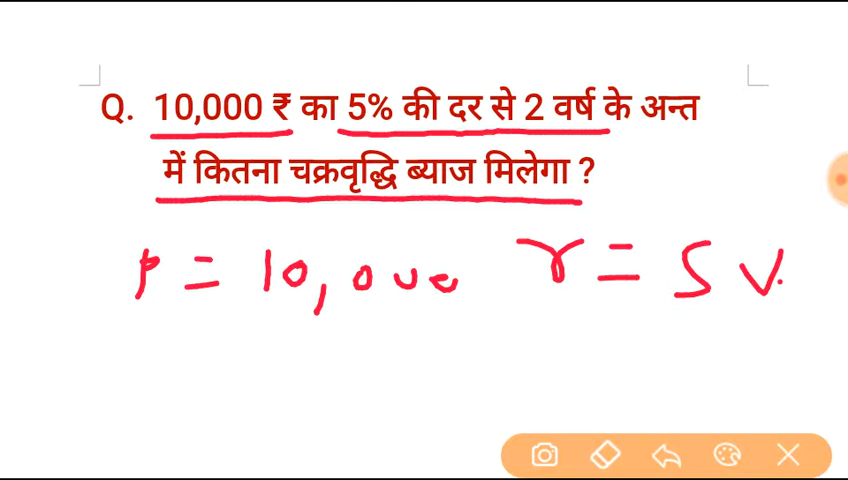 Q. 10,000 ₹ का 5% की दर से 2 वर्ष के अन्त
में कितना चक्रवृद्धि ब्याज मिलेगा ?
P = 10,000 r = 5 %